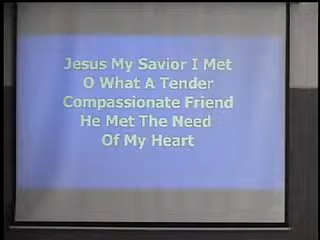 Jesus My Savior I Met
O What A Tender
Compassionate Friend
He Met The Need
Of My Heart